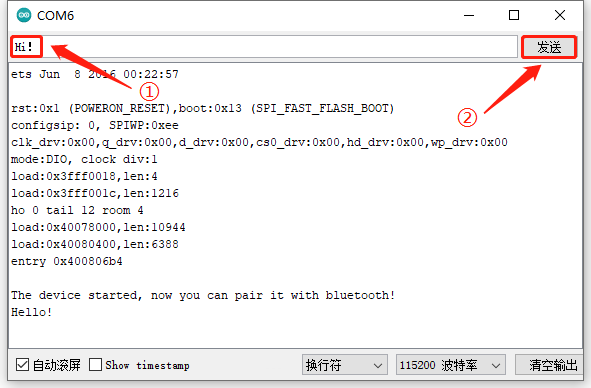 COM6
Hi!
发送
①
②
ets Jun  8 2016 00:22:57
rst:0x1 (POWERON_RESET),boot:0x13 (SPI_FAST_FLASH_BOOT)
configsip: 0, SPIWP:0xee
clk_drv:0x00,q_drv:0x00,d_drv:0x00,cs0_drv:0x00,hd_drv:0x00,wp_drv:0x00
mode:DIO, clock div:1
load:0x3fff0018,len:4
load:0x3fff001c,len:1216
ho 0 tail 12 room 4
load:0x40078000,len:10944
load:0x40080400,len:6388
entry 0x400806b4
The device started, now you can pair it with bluetooth!
Hello!
自动滚屏 Show timestamp 换行符 115200 波特率 清空输出